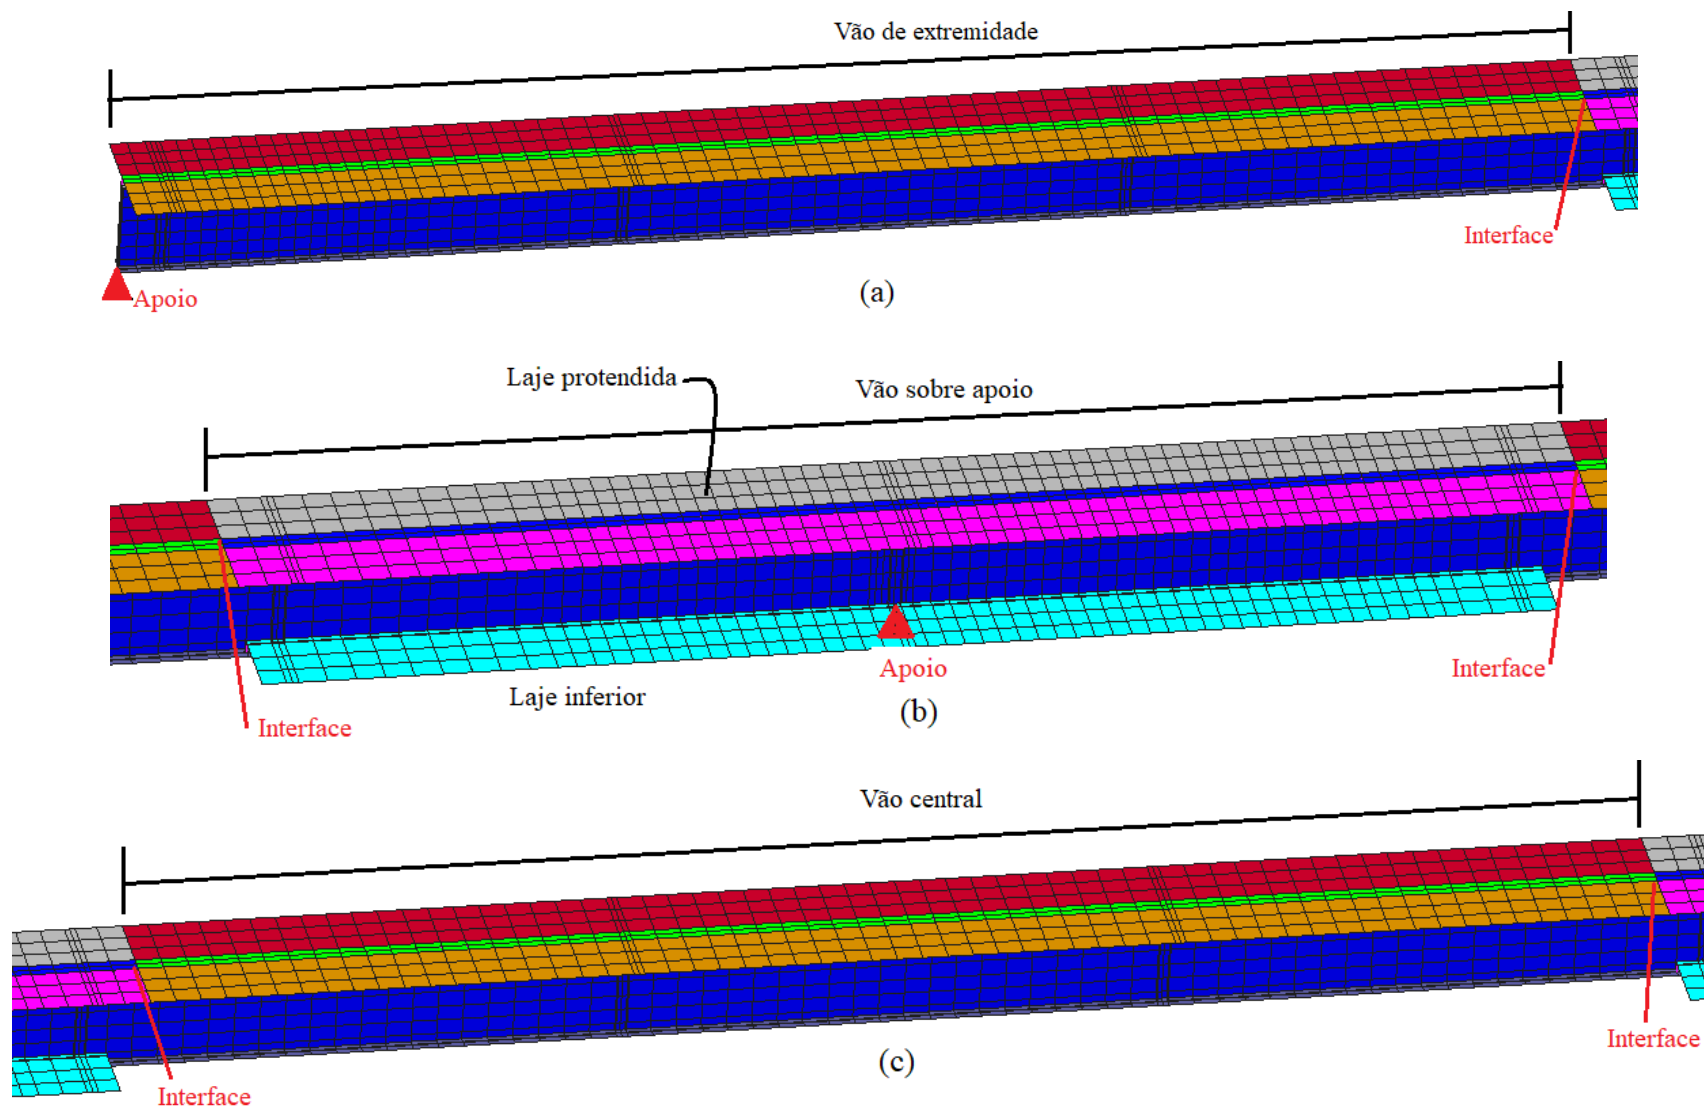 Vão de extremidade
Interface
Apoio
(a)
Laje protendida
Vão sobre apoio
Apoio
Interface
Laje inferior
(b)
Interface
Vão central
Interface
(c)
Interface